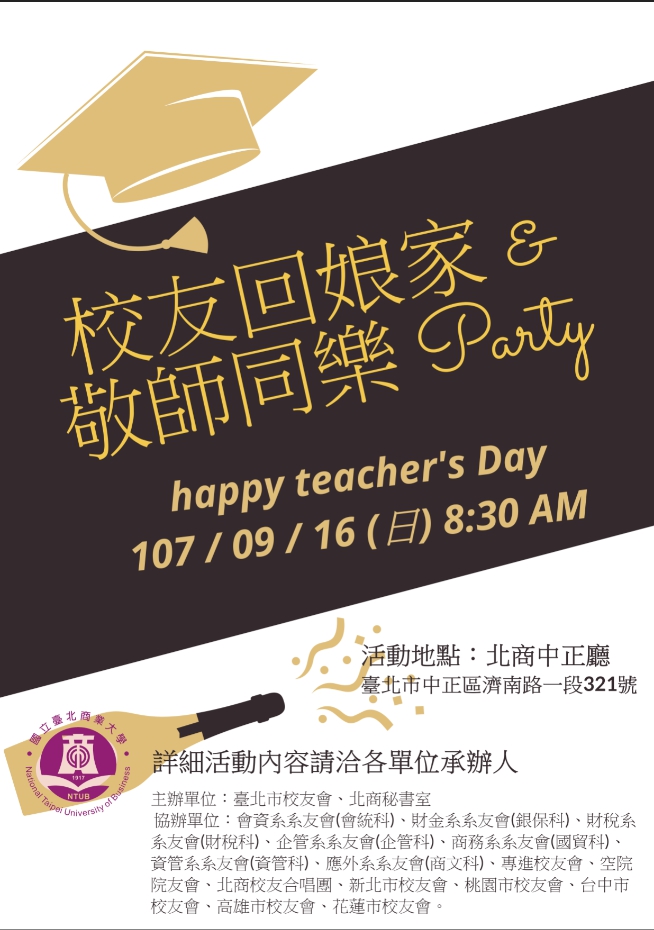 校友回娘家 &
敬師同樂 Party
happy teacher's Day
107 / 09 / 16 (日) 8:30 AM
活動地點：北商中正廳
臺北市中正區濟南路一段321號
國立臺北商業大學
1917
NTUB
National Taipei University of Business
詳細活動內容請洽各單位承辦人
主辦單位：臺北市校友會、北商秘書室
協辦單位：會資系系友會(會統科)、財金系系友會(銀保科)、財稅系
系友會(財稅科)、企管系系友會(企管科)、商務系系友會(國貿科)、
資管系系友會(資管科)、應外系系友會(商文科)、專進校友會、空院
院友會、北商校友合唱團、新北市校友會、桃園市校友會、台中市
校友會、高雄市校友會、花蓮市校友會。